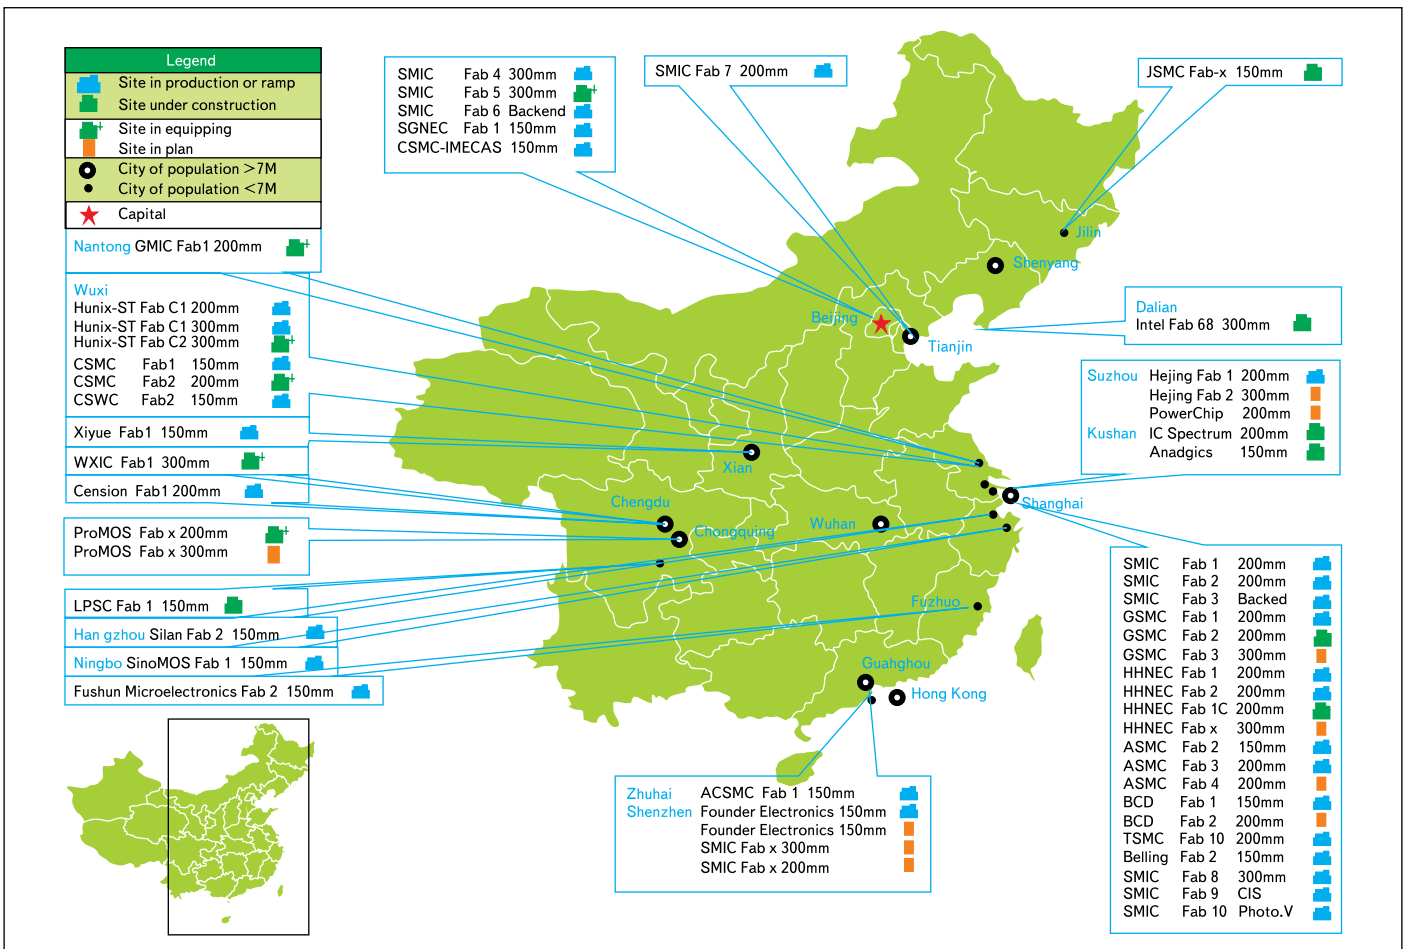 Legend
Site in production or ramp
Site under construction
Site in equipping
Site in plan
City of population >7M
City of population <7M
Capital
Nantong GMIC Fab1 200mm
Wuxi
Hunix-ST Fab C1 200mm
Hunix-ST Fab C1 300mm
Hunix-ST Fab C2 300mm
CSMC Fab1 150mm
CSMC Fab2 200mm
CSWC Fab2 150mm
Xiyue Fab1 150mm
WXIC Fab1 300mm
Cension Fab1 200mm
ProMOS Fab x 200mm
ProMOS Fab x 300mm
LPSC Fab 1 150mm
Han gzhou Silan Fab 2 150mm
Ningbo SinoMOS Fab 1 150mm
Fushun Microelectronics Fab 2 150mm
SMIC Fab 4 300mm
SMIC Fab 5 300mm
SMIC Fab 6 Backend
SGNEC Fab 1 150mm
CSMC-IMECAS 150mm
SMIC Fab 7 200mm
JSMC Fab-x 150mm
Jilin
Shenyang
Beijing
Tianjin
Xian
Chengdu
Chongquing
Wuhan
Shanghai
Fuzhuo
Guahghou
Hong Kong
Dalian
Intel Fab 68 300mm
Suzhou Hejing Fab 1 200mm
Hejing Fab 2 300mm
PowerChip 200mm
Kushan IC Spectrum 200mm
Anadgics 150mm
SMIC Fab 1 200mm
SMIC Fab 2 200mm
SMIC Fab 3 Backed
GSMC Fab 1 200mm
GSMC Fab 2 200mm
GSMC Fab 3 300mm
HHNEC Fab 1 200mm
HHNEC Fab 2 200mm
HHNEC Fab 1C 200mm
HHNEC Fab x 300mm
ASMC Fab 2 150mm
ASMC Fab 3 200mm
ASMC Fab 4 200mm
BCD Fab 1 150mm
BCD Fab 2 200mm
TSMC Fab 10 200mm
Belling Fab 2 150mm
SMIC Fab 8 300mm
SMIC Fab 9 CIS
SMIC Fab 10 Photo.V
Zhuhai ACSMC Fab 1 150mm
Shenzhen Founder Electronics 150mm
Founder Electronics 150mm
SMIC Fab x 300mm
SMIC Fab x 200mm